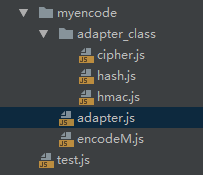 myencode
adapter_class
cipher.js
hash.js
hmac.js
adapter.js
encodeM.js
test.js